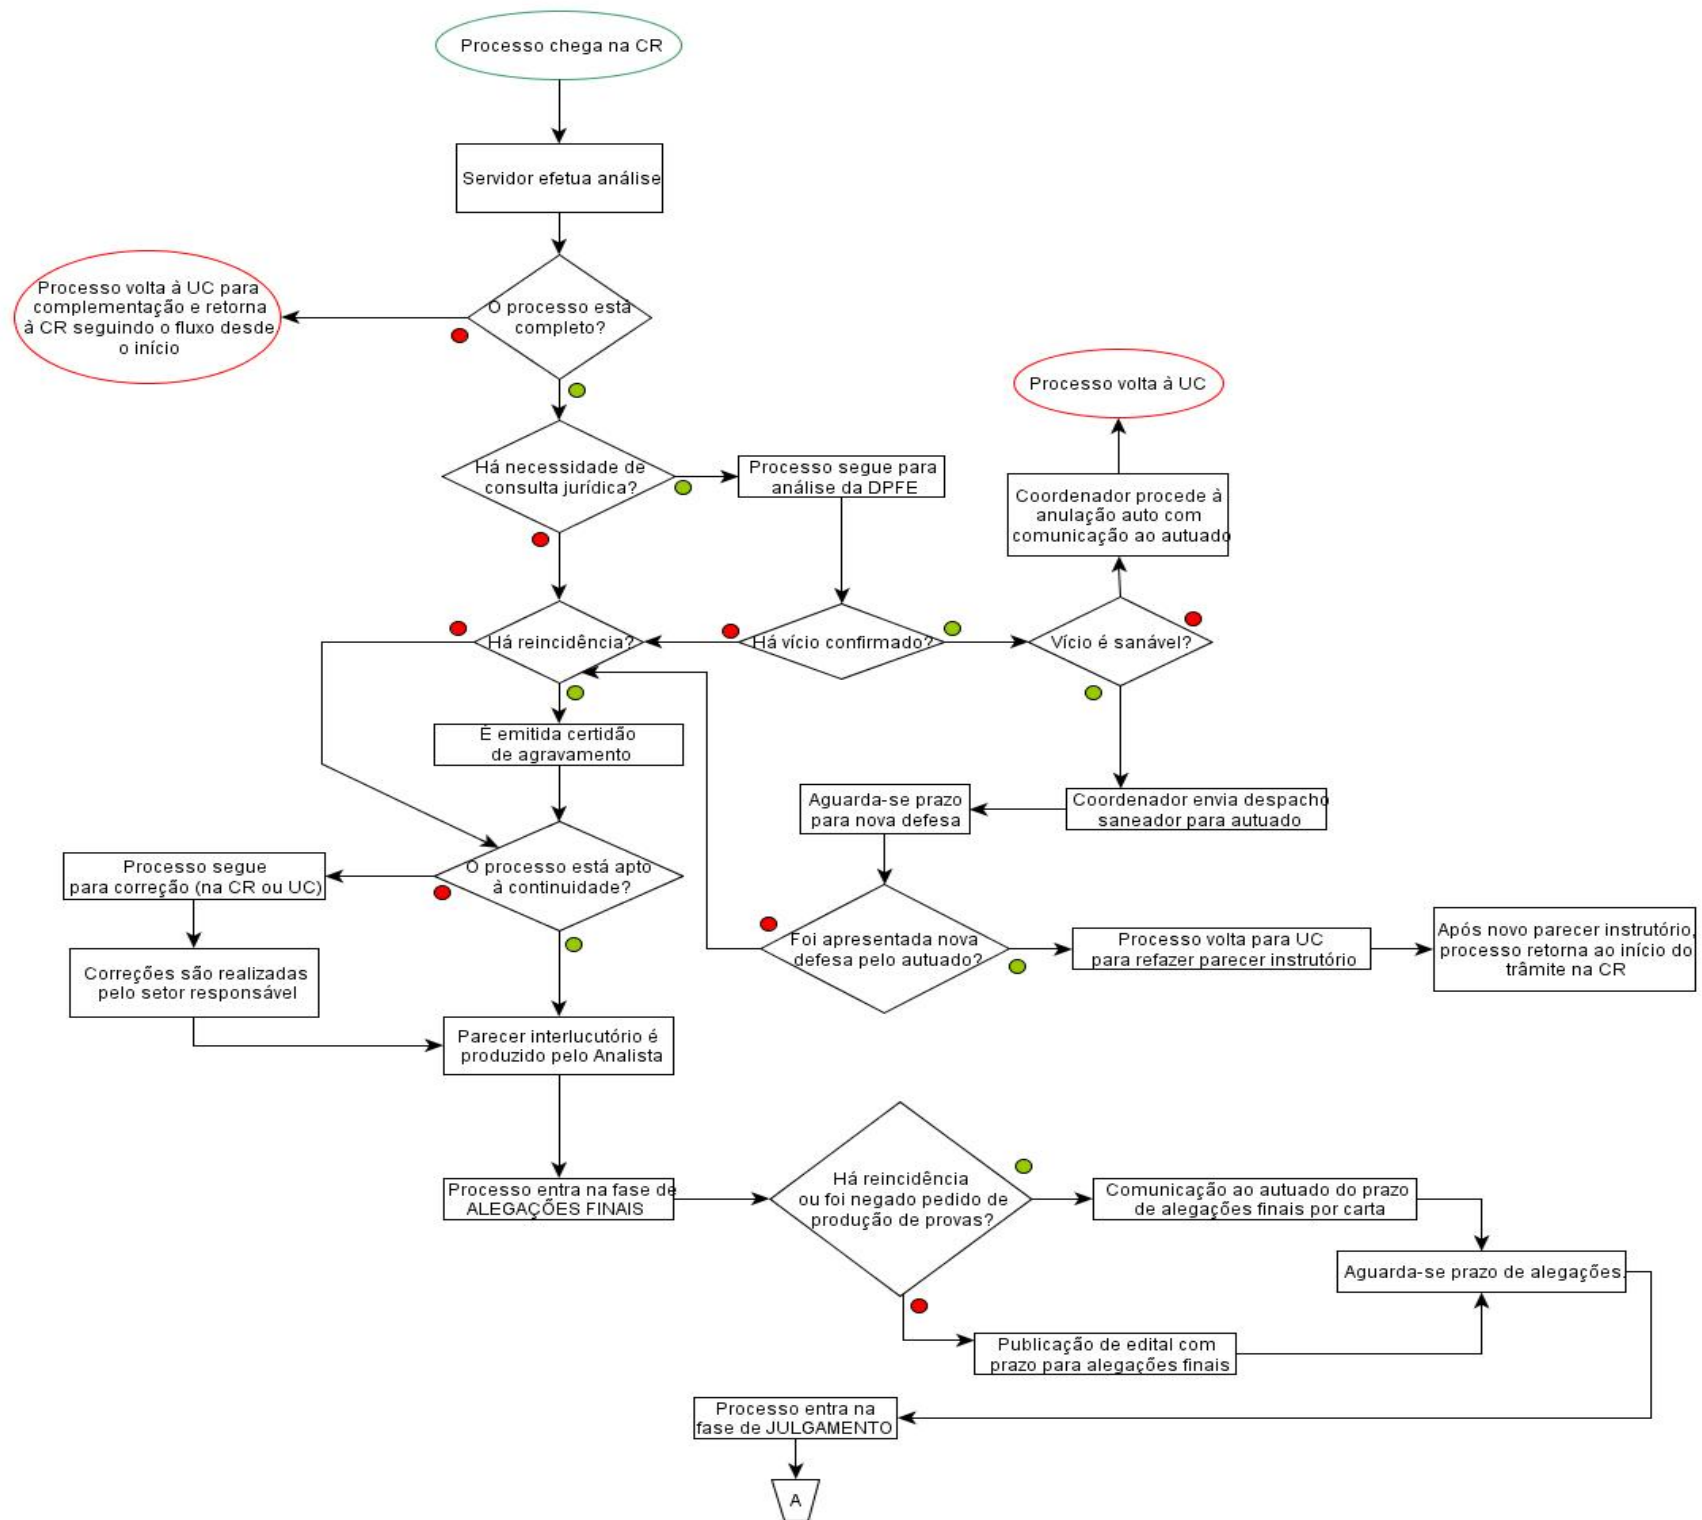 Processo chega na CR
Servidor efetua análise
O processo está
completo?
Processo volta à UC para
complementação e retorna
à CR seguindo o fluxo desde
o início
Há necessidade de
consulta jurídica?
Processo segue para
análise da DPFE
Processo volta à UC
Coordenador procede à
anulação auto com
comunicação ao autuado
Há reincidência?
Há vício confirmado?
Vício é sanável?
É emitida certidão
de agravamento
Aguarda-se prazo
para nova defesa
Coordenador envia despacho
saneador para autuado
Processo segue
para correção (na CR ou UC)
O processo está apto
à continuidade?
Foi apresentada nova
defesa pelo autuado?
Processo volta para UC
para refazer parecer instrutório
Após novo parecer instrutório,
processo retorna ao início do
trâmite na CR
Correções são realizadas
pelo setor responsável
Parecer interlucutório é
produzido pelo Analista
Processo entra na fase de
ALEGAÇÕES FINAIS
Há reincidência
ou foi negado pedido de
produção de provas?
Comunicação ao autuado do prazo
de alegações finais por carta
Aguarda-se prazo de alegações.
Publicação de edital com
prazo para alegações finais
Processo entra na
fase de JULGAMENTO
A